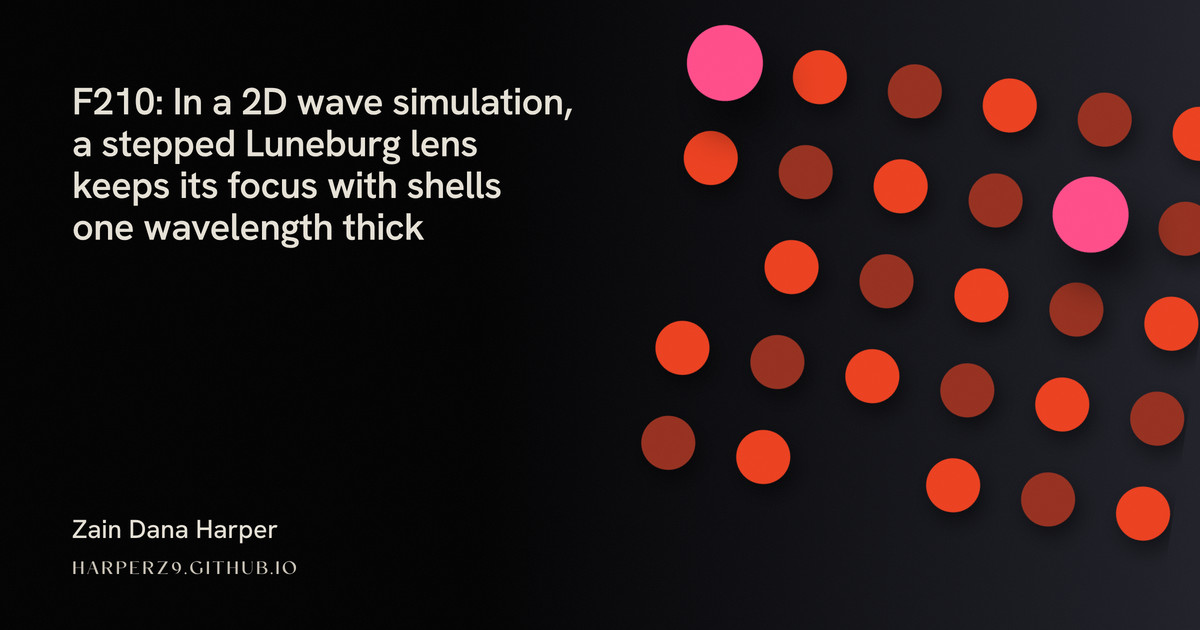 F210: In a 2D wave simulation,
a stepped Luneburg lens
keeps its focus with shells
one wavelength thick
Zain Dana Harper
HARPERZ9.GITHUB.IO